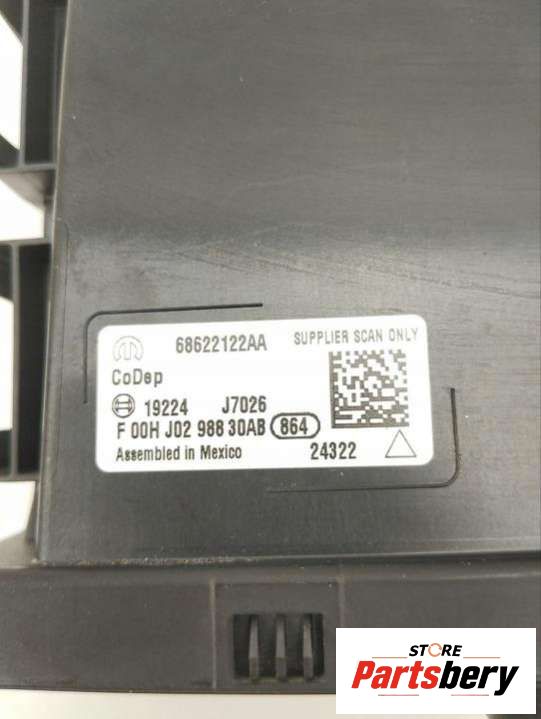 68622122AA SUPPLIER SCAN ONLY
CoDep
19224 J7026
F 00H J02 988 30AB 864
Assembled in Mexico 24322
STORE
Partsbery